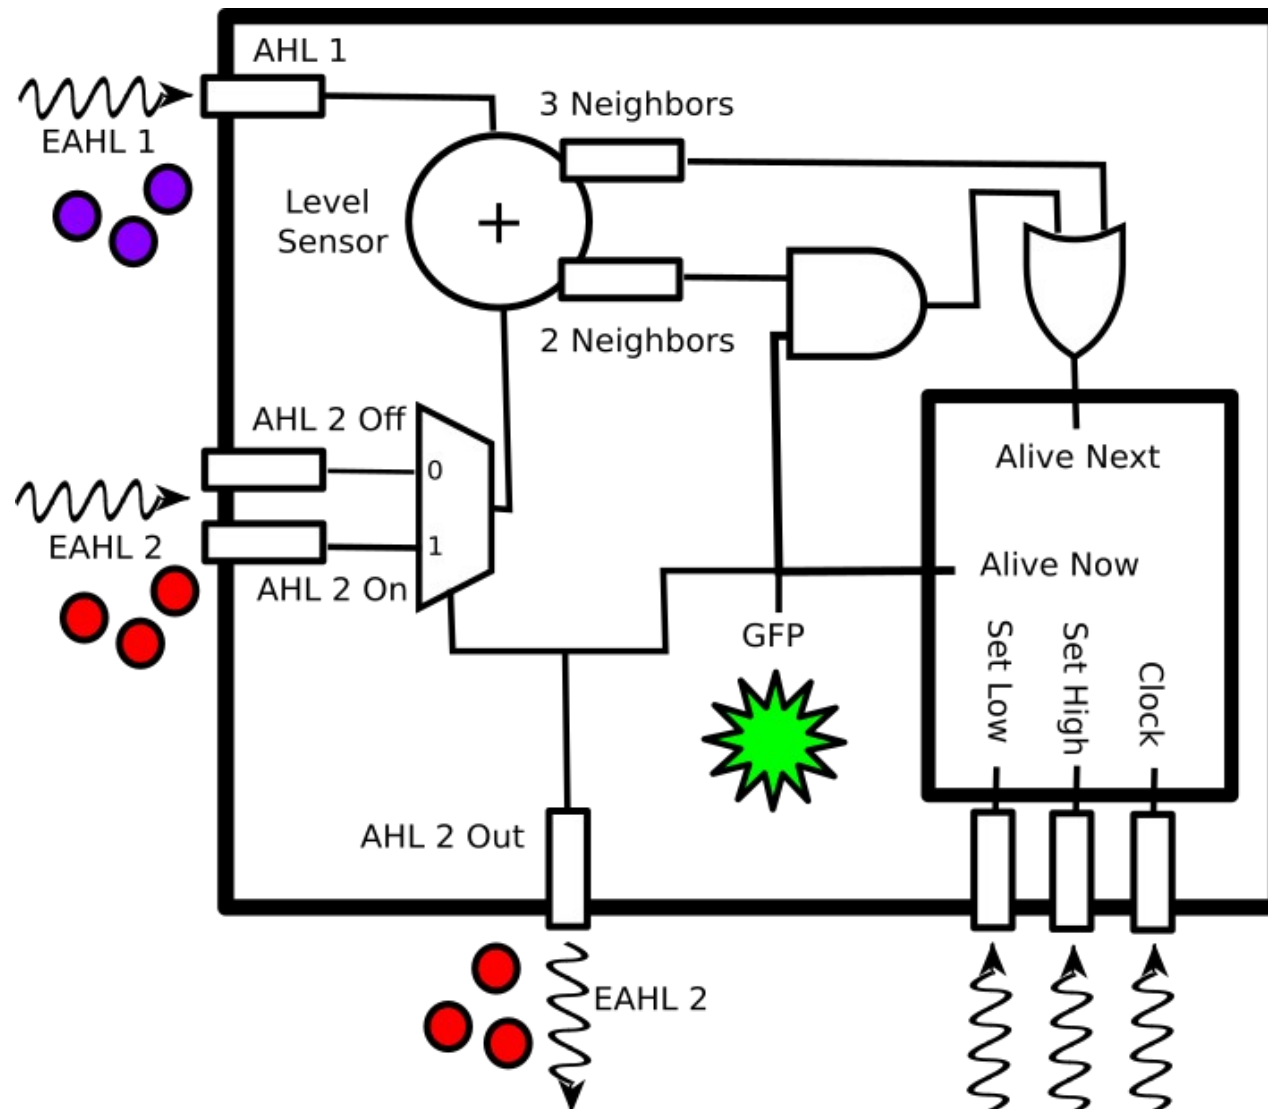 AHL 1
EAHL 1
3 Neighbors
Level
Sensor
+
2 Neighbors
AHL 2 Off
0
EAHL 2
1
AHL 2 On
Alive Next
Alive Now
GFP
Set Low
Set High
Clock
AHL 2 Out
EAHL 2